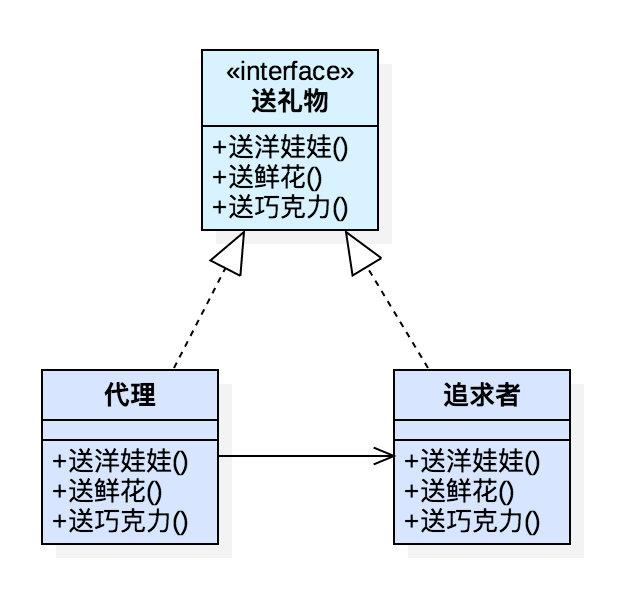 «interface»
送礼物
+送洋娃娃()
+送鲜花()
+送巧克力()
代理
+送洋娃娃()
+送鲜花()
+送巧克力()
追求者
+送洋娃娃()
+送鲜花()
+送巧克力()